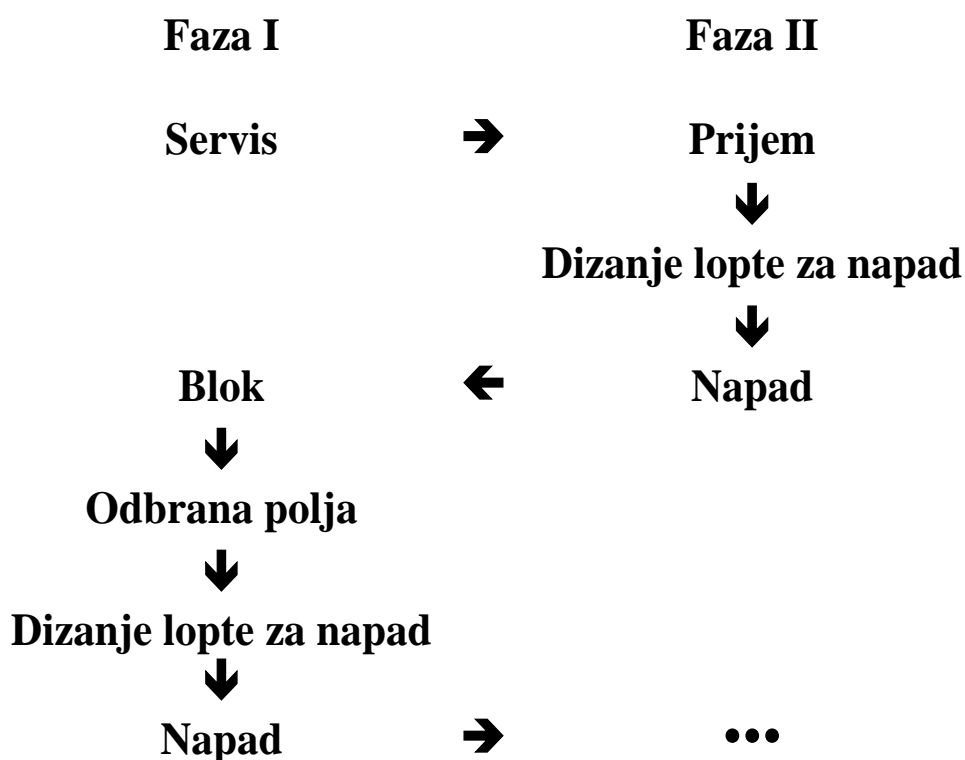 Faza I Faza II
Servis → Prijem
↓
Dizanje lopte za napad
↓
Blok ← Napad
↓
Odbrana polja
↓
Dizanje lopte za napad
↓
Napad → •••